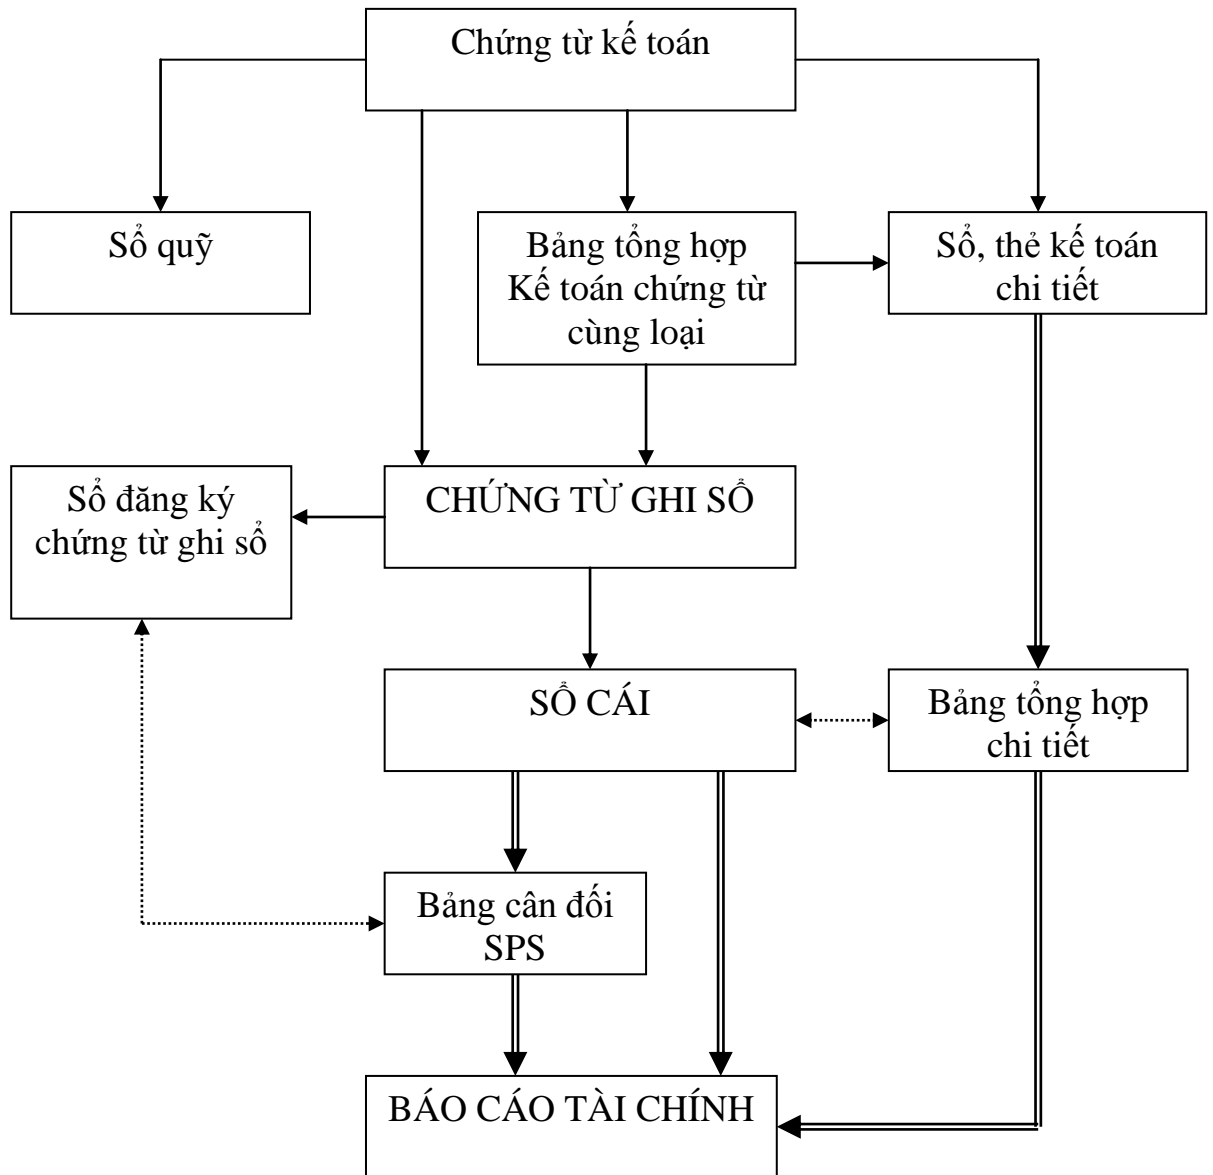 Chứng từ kế toán
Sổ quỹ
Bảng tổng hợp
Kế toán chứng từ
cùng loại
Sổ, thẻ kế toán
chi tiết
Sổ đăng ký
chứng từ ghi sổ
CHỨNG TỪ GHI SỔ
SỔ CÁI
Bảng tổng hợp
chi tiết
Bảng cân đối
SPS
BÁO CÁO TÀI CHÍNH